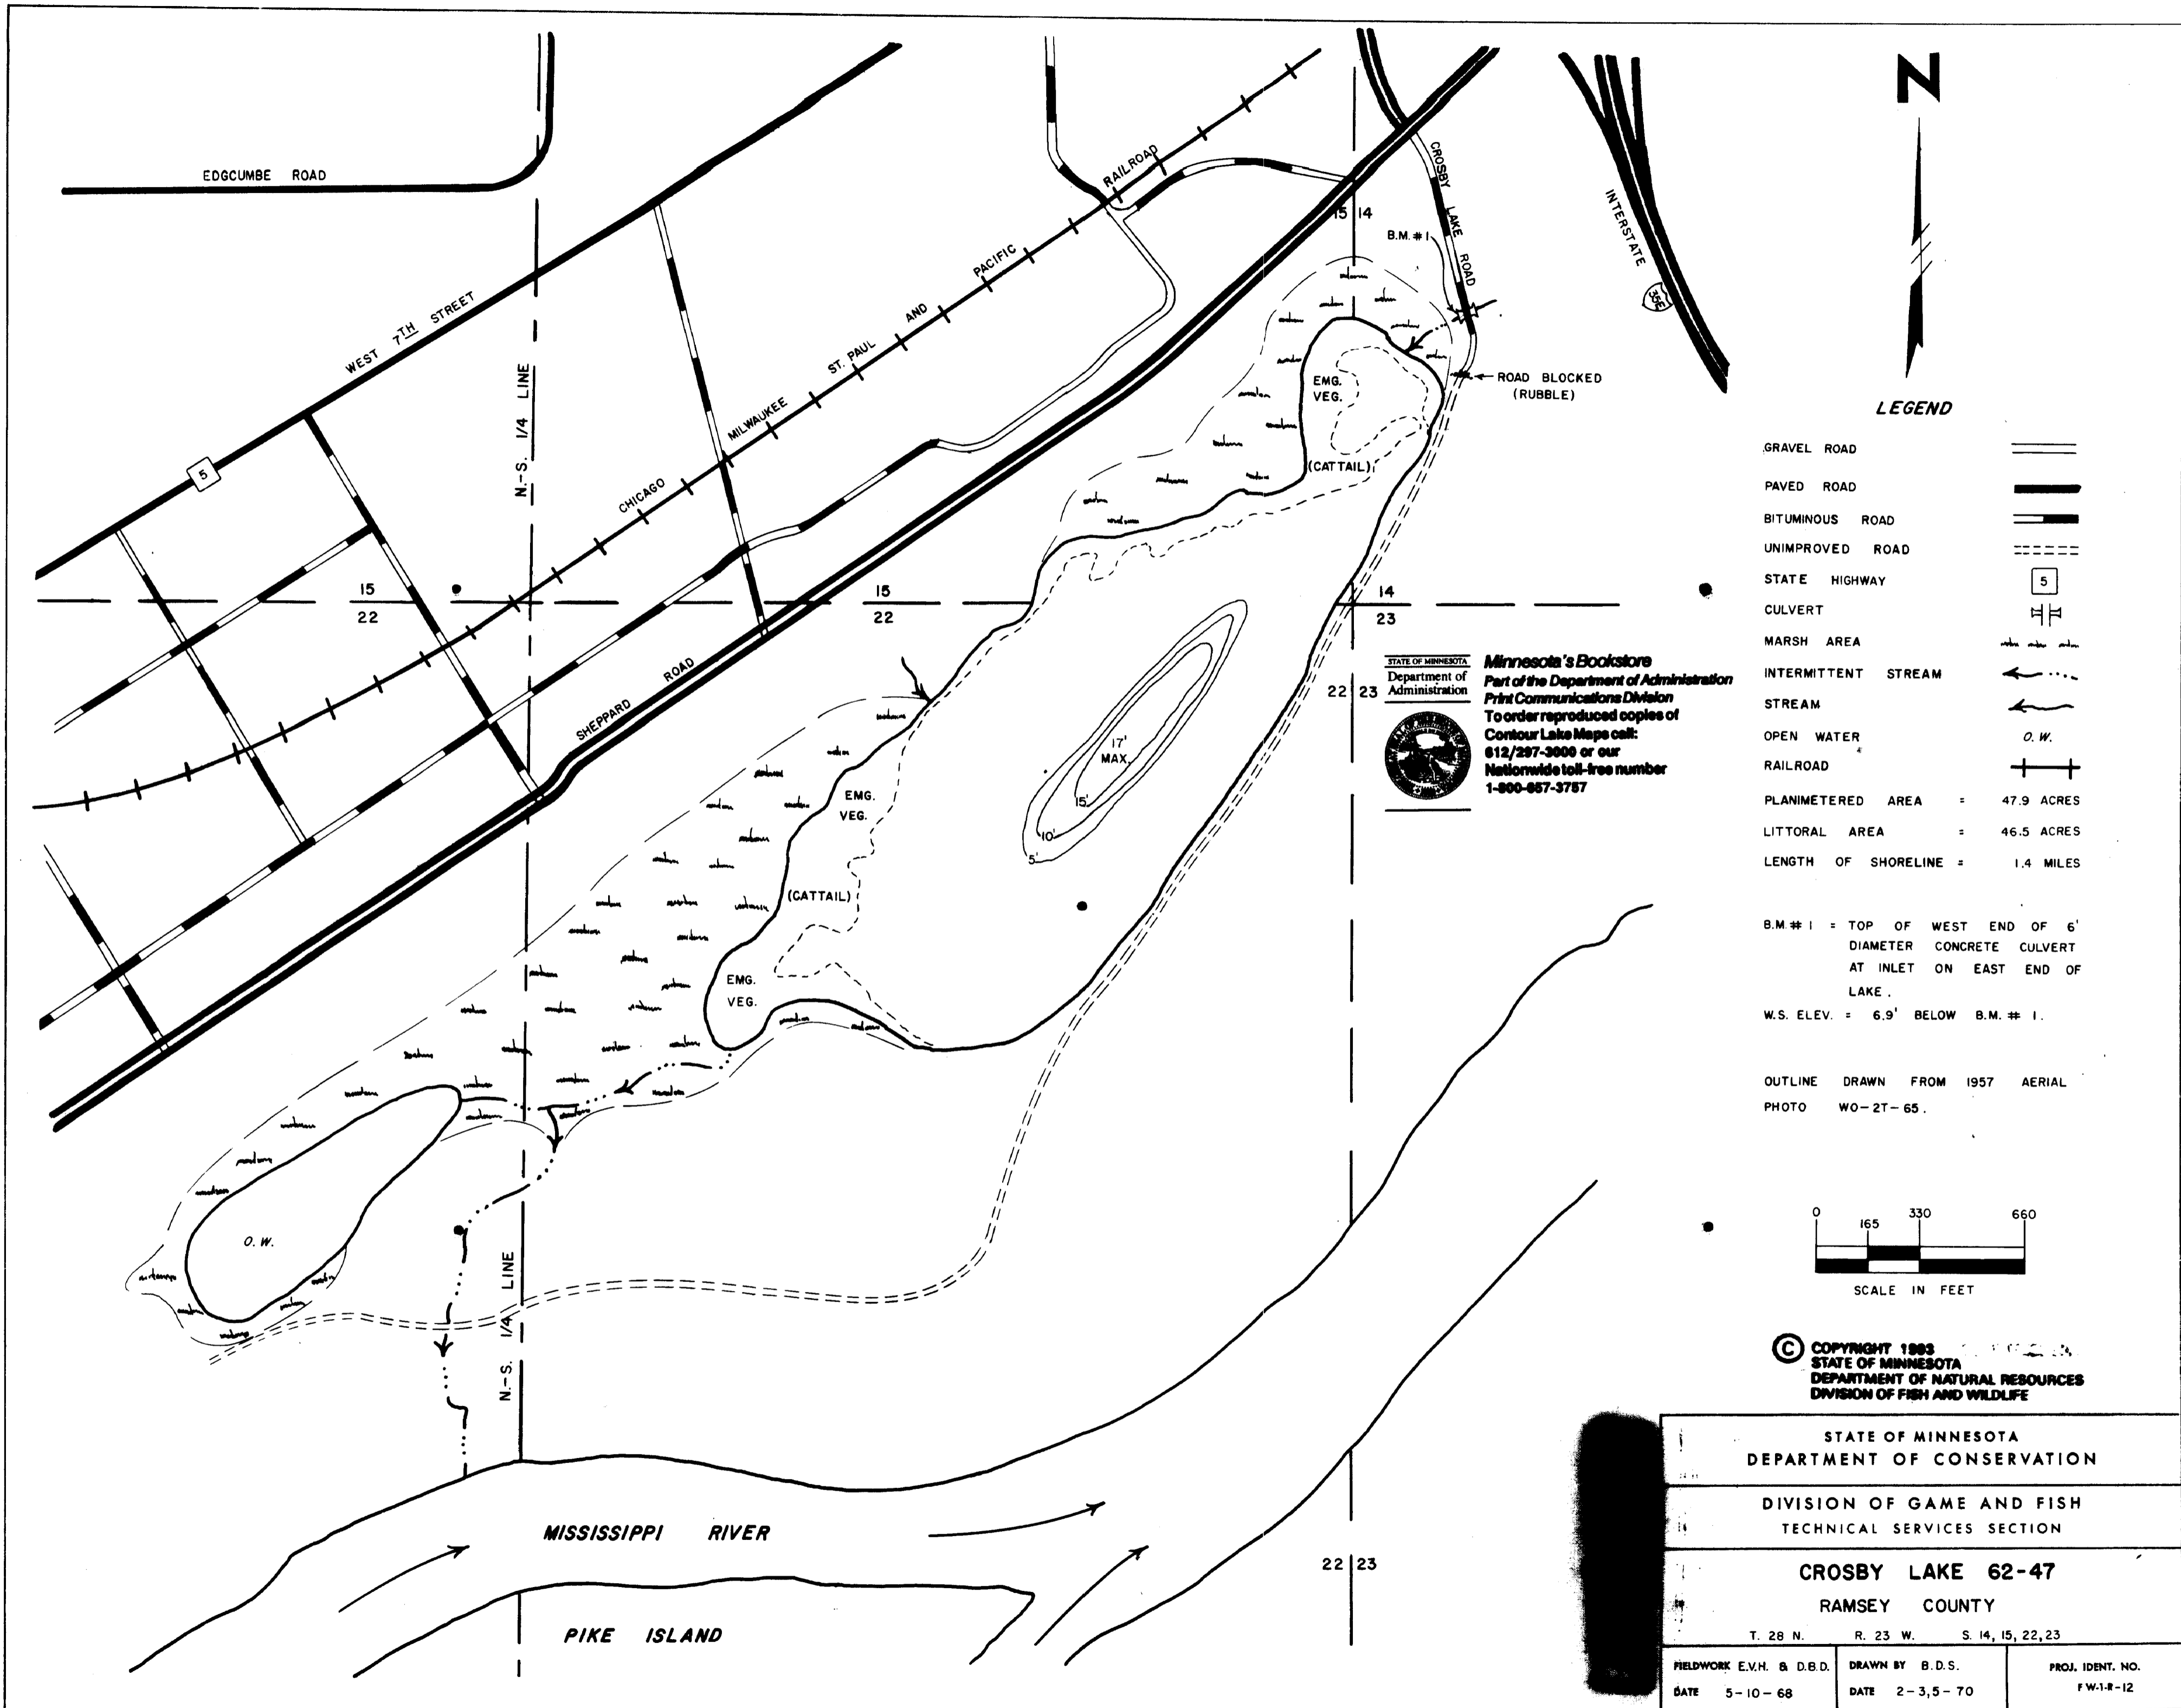 N
EDGCUMBE ROAD
WEST 7TH STREET
5
N.-S. 1/4 LINE
CHICAGO MILWAUKEE ST. PAUL AND PACIFIC RAILROAD
SHEPPARD ROAD
CROSBY LAKE ROAD
INTERSTATE
35E
15 14
B.M. # 1
ROAD BLOCKED
(RUBBLE)
EMG.
VEG.
(CATTAIL)
15
22
15
22
14
23
22 23
17'
MAX.
15'
10'
5'
EMG.
VEG.
(CATTAIL)
EMG.
VEG.
O. W.
N.-S. 1/4 LINE
MISSISSIPPI RIVER
PIKE ISLAND
22 23
STATE OF MINNESOTA
Department of
Administration
Minnesota's Bookstore
Part of the Department of Administration
Print Communications Division
To order reproduced copies of
Contour Lake Maps call:
612/297-3000 or our
Nationwide toll-free number
1-800-657-3757
LEGEND
GRAVEL ROAD
PAVED ROAD
BITUMINOUS ROAD
UNIMPROVED ROAD
STATE HIGHWAY 5
CULVERT
MARSH AREA
INTERMITTENT STREAM
STREAM
OPEN WATER O. W.
RAILROAD
PLANIMETERED AREA = 47.9 ACRES
LITTORAL AREA = 46.5 ACRES
LENGTH OF SHORELINE = 1.4 MILES
B.M. # 1 = TOP OF WEST END OF 6'
DIAMETER CONCRETE CULVERT
AT INLET ON EAST END OF
LAKE.
W.S. ELEV. = 6.9' BELOW B.M. # 1.
OUTLINE DRAWN FROM 1957 AERIAL
PHOTO WO-2T-65.
0 165 330 660
SCALE IN FEET
© COPYRIGHT 1993
STATE OF MINNESOTA
DEPARTMENT OF NATURAL RESOURCES
DIVISION OF FISH AND WILDLIFE
STATE OF MINNESOTA
DEPARTMENT OF CONSERVATION
DIVISION OF GAME AND FISH
TECHNICAL SERVICES SECTION
CROSBY LAKE 62-47
RAMSEY COUNTY
T. 28 N. R. 23 W. S. 14, 15, 22, 23
FIELDWORK E.V.H. & D.B.D.
DATE 5-10-68
DRAWN BY B.D.S.
DATE 2-3,5-70
PROJ. IDENT. NO.
FW-1-R-12